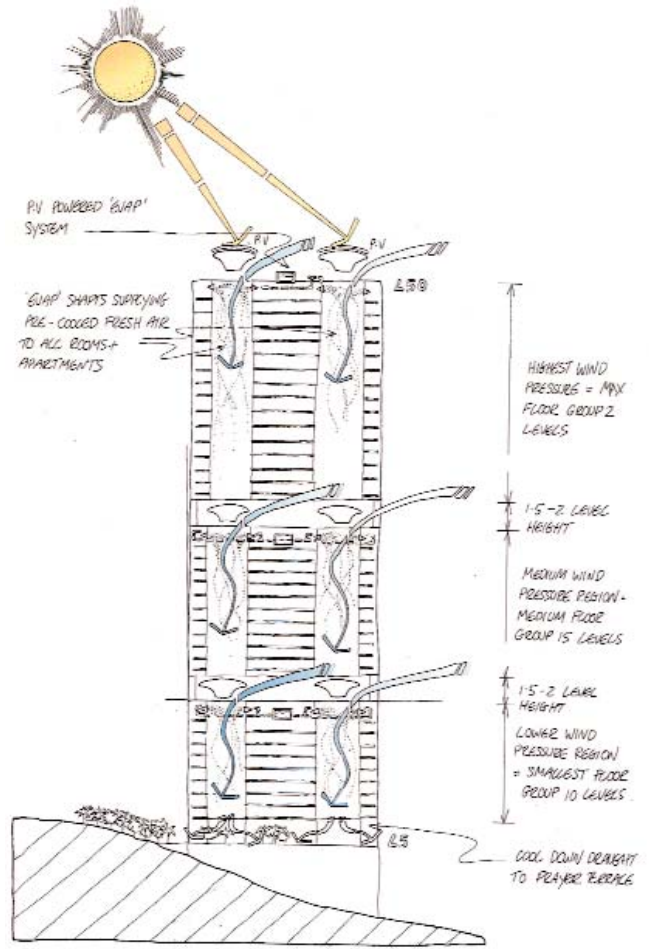 P.V POWERED 'EVAP'
SYSTEM
P.V
P.V
L50
'EVAP' SHAFTS SUPPLYING
PRE-COOLED FRESH AIR
TO ALL ROOMS +
APARTMENTS
HIGHEST WIND
PRESSURE = MAX
FLOOR GROUP 2
LEVELS
1.5-2 LEVEL
HEIGHT
MEDIUM WIND
PRESSURE REGION -
MEDIUM FLOOR
GROUP 15 LEVELS
1.5-2 LEVEL
HEIGHT
LOWER WIND
PRESSURE REGION
= SMALLEST FLOOR
GROUP 10 LEVELS
L5
COOL DOWN DRAUGHT
TO PRAYER TERRACE